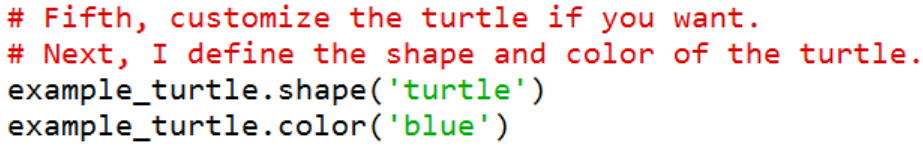 # Fifth, customize the turtle if you want.
# Next, I define the shape and color of the turtle.
example_turtle.shape('turtle')
example_turtle.color('blue')